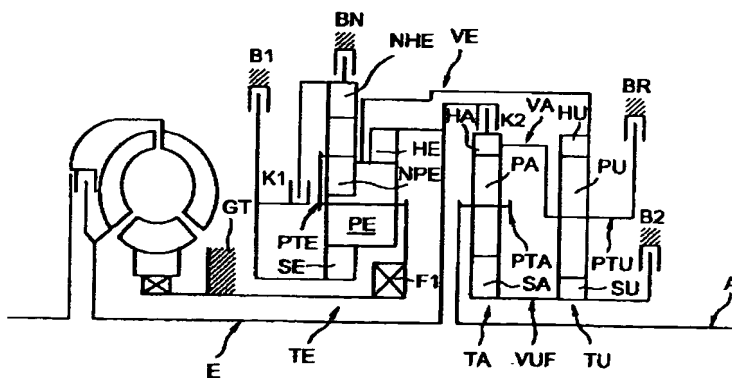 BN
NHE
VE
B1
BR
HA
K2
VA
HU
HE
PA
PU
K1
NPE
GT
PE
B2
PTE
PTA
PTU
SE
F1
SA
SU
A
E
TE
TA
VUF
TU